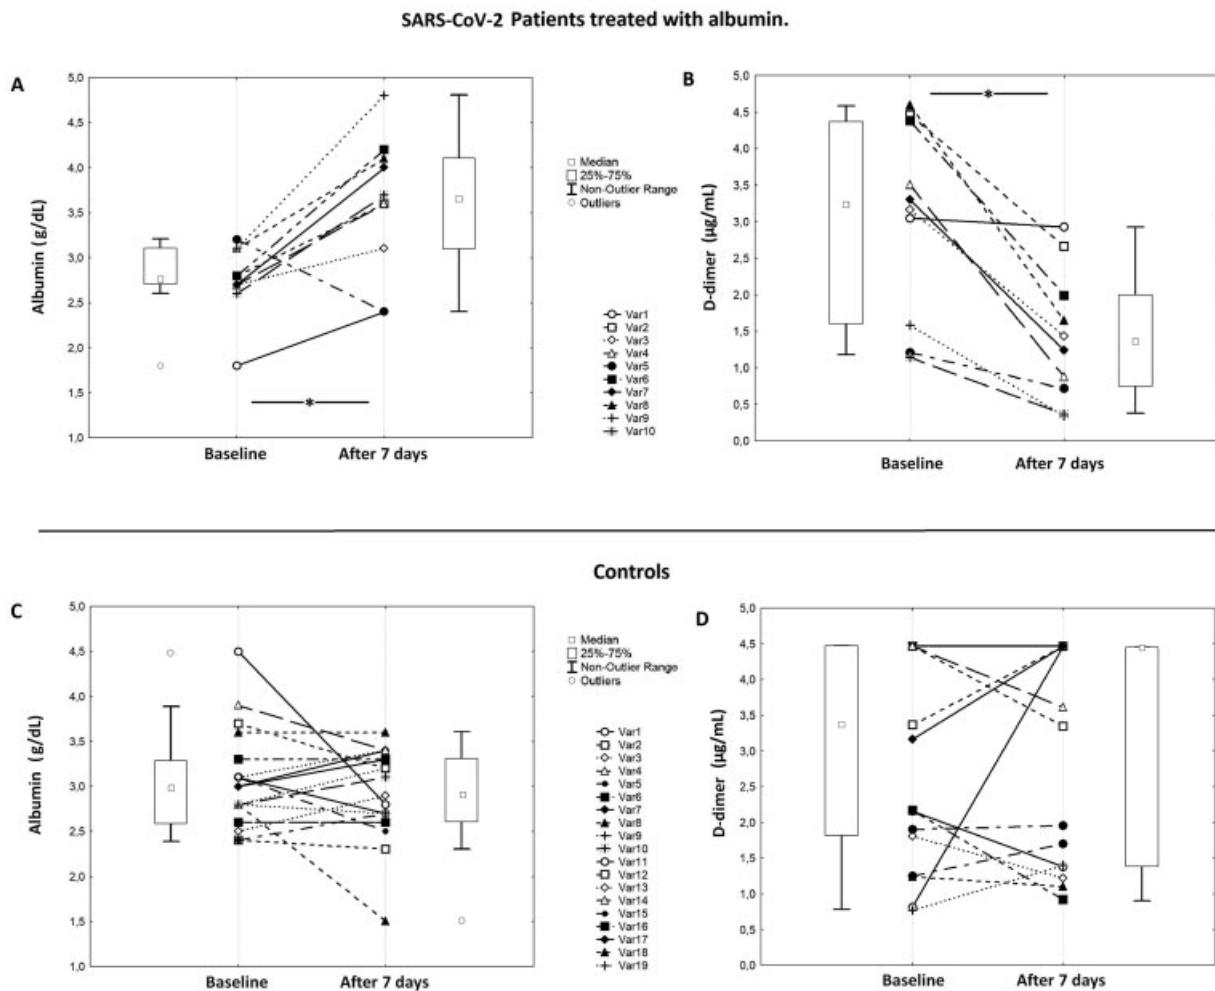 SARS-CoV-2 Patients treated with albumin.
A
Albumin (g/dL)
5,0
4,5
4,0
3,5
3,0
2,5
2,0
1,5
1,0
*
Baseline
After 7 days
Median
25%-75%
Non-Outlier Range
Outliers
Var1
Var2
Var3
Var4
Var5
Var6
Var7
Var8
Var9
Var10
B
D-dimer (µg/mL)
5,0
4,5
4,0
3,5
3,0
2,5
2,0
1,5
1,0
0,5
0,0
*
Baseline
After 7 days
Controls
C
Albumin (g/dL)
5,0
4,5
4,0
3,5
3,0
2,5
2,0
1,5
1,0
Baseline
After 7 days
Median
25%-75%
Non-Outlier Range
Outliers
Var1
Var2
Var3
Var4
Var5
Var6
Var7
Var8
Var9
Var10
Var11
Var12
Var13
Var14
Var15
Var16
Var17
Var18
Var19
D
D-dimer (µg/mL)
5,0
4,5
4,0
3,5
3,0
2,5
2,0
1,5
1,0
0,5
0,0
Baseline
After 7 days